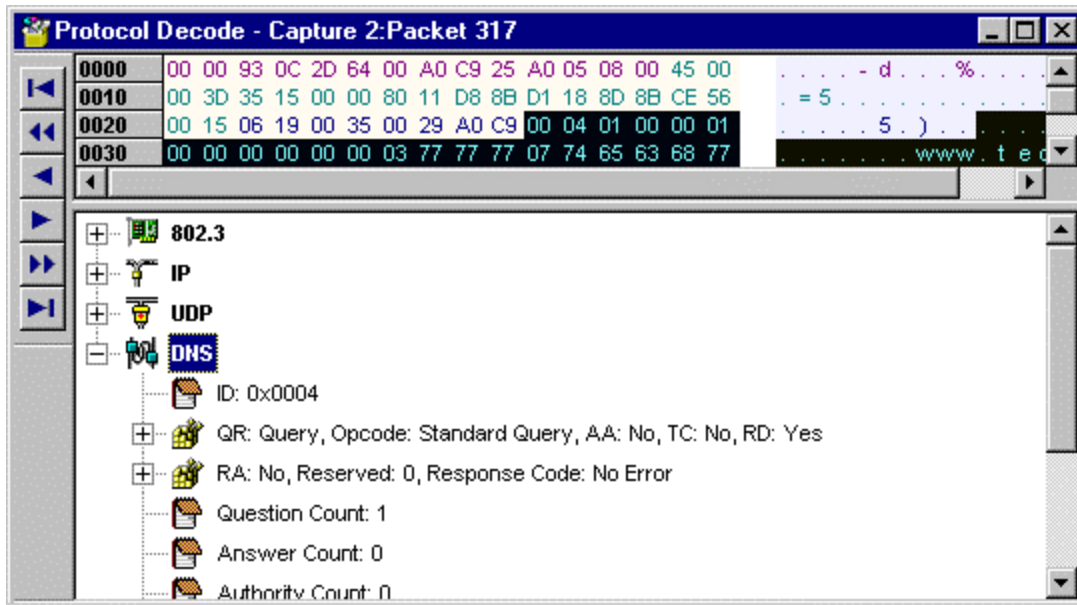 Protocol Decode - Capture 2:Packet 317
0000 00 00 93 0C 2D 64 00 A0 C9 25 A0 05 08 00 45 00 . . . . - d . . . % . . . .
0010 00 3D 35 15 00 00 80 11 D8 8B D1 18 8D 8B CE 56 . = 5 . . . . . . . . . . .
0020 00 15 06 19 00 35 00 29 A0 C9 00 04 01 00 00 01 . . . . . 5 . ) . . . . . .
0030 00 00 00 00 00 00 03 77 77 77 07 74 65 63 68 77 . . . . . . . www. t e c
802.3
IP
UDP
DNS
ID: 0x0004
QR: Query, Opcode: Standard Query, AA: No, TC: No, RD: Yes
RA: No, Reserved: 0, Response Code: No Error
Question Count: 1
Answer Count: 0
Authority Count: 0